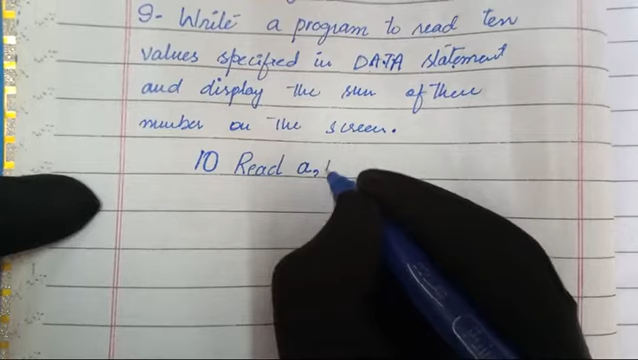 9- Write a program to read ten
values specified in DATA statement
and display the sum of these
number on the screen.
10 Read a,